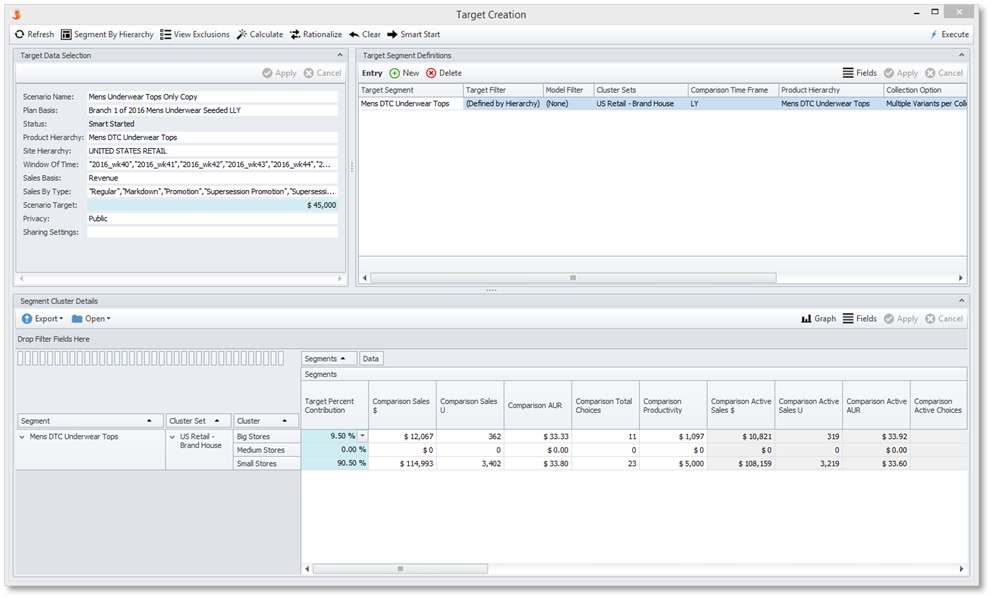 Target Creation
Refresh Segment By Hierarchy View Exclusions Calculate Rationalize Clear Smart Start Execute
Target Data Selection
Apply Cancel
Scenario Name: Mens Underwear Tops Only Copy
Plan Basis: Branch 1 of 2016 Mens Underwear Seeded LLY
Status: Smart Started
Product Hierarchy: Mens DTC Underwear Tops
Site Hierarchy: UNITED STATES RETAIL
Window Of Time: "2016_wk40","2016_wk41","2016_wk42","2016_wk43","2016_wk44","2...
Sales Basis: Revenue
Sales By Type: "Regular","Markdown","Promotion","Supersession Promotion","Supersessi...
Scenario Target: $ 45,000
Privacy: Public
Sharing Settings:
Target Segment Definitions
Entry New Delete Fields Apply Cancel
Target Segment Target Filter Model Filter Cluster Sets Comparison Time Frame Product Hierarchy Collection Option
Mens DTC Underwear Tops (Defined by Hierarchy) (None) US Retail - Brand House LY Mens DTC Underwear Tops Multiple Variants per Coll
Segment Cluster Details
Export Open Graph Fields Apply Cancel
Drop Filter Fields Here
Segments Data
Segments
Target Percent Contribution Comparison Sales $ Comparison Sales U Comparison AUR Comparison Total Choices Comparison Productivity Comparison Active Sales $ Comparison Active Sales U Comparison Active AUR Comparison Active Choices
Segment Cluster Set Cluster
Mens DTC Underwear Tops US Retail - Brand House Big Stores 9.50 % $ 12,067 362 $ 33.33 11 $ 1,097 $ 10,821 319 $ 33.92
Medium Stores 0.00 % $ 0 0 $ 0.00 0 $ 0 $ 0 0 $ 0.00
Small Stores 90.50 % $ 114,993 3,402 $ 33.80 23 $ 5,000 $ 108,159 3,219 $ 33.60